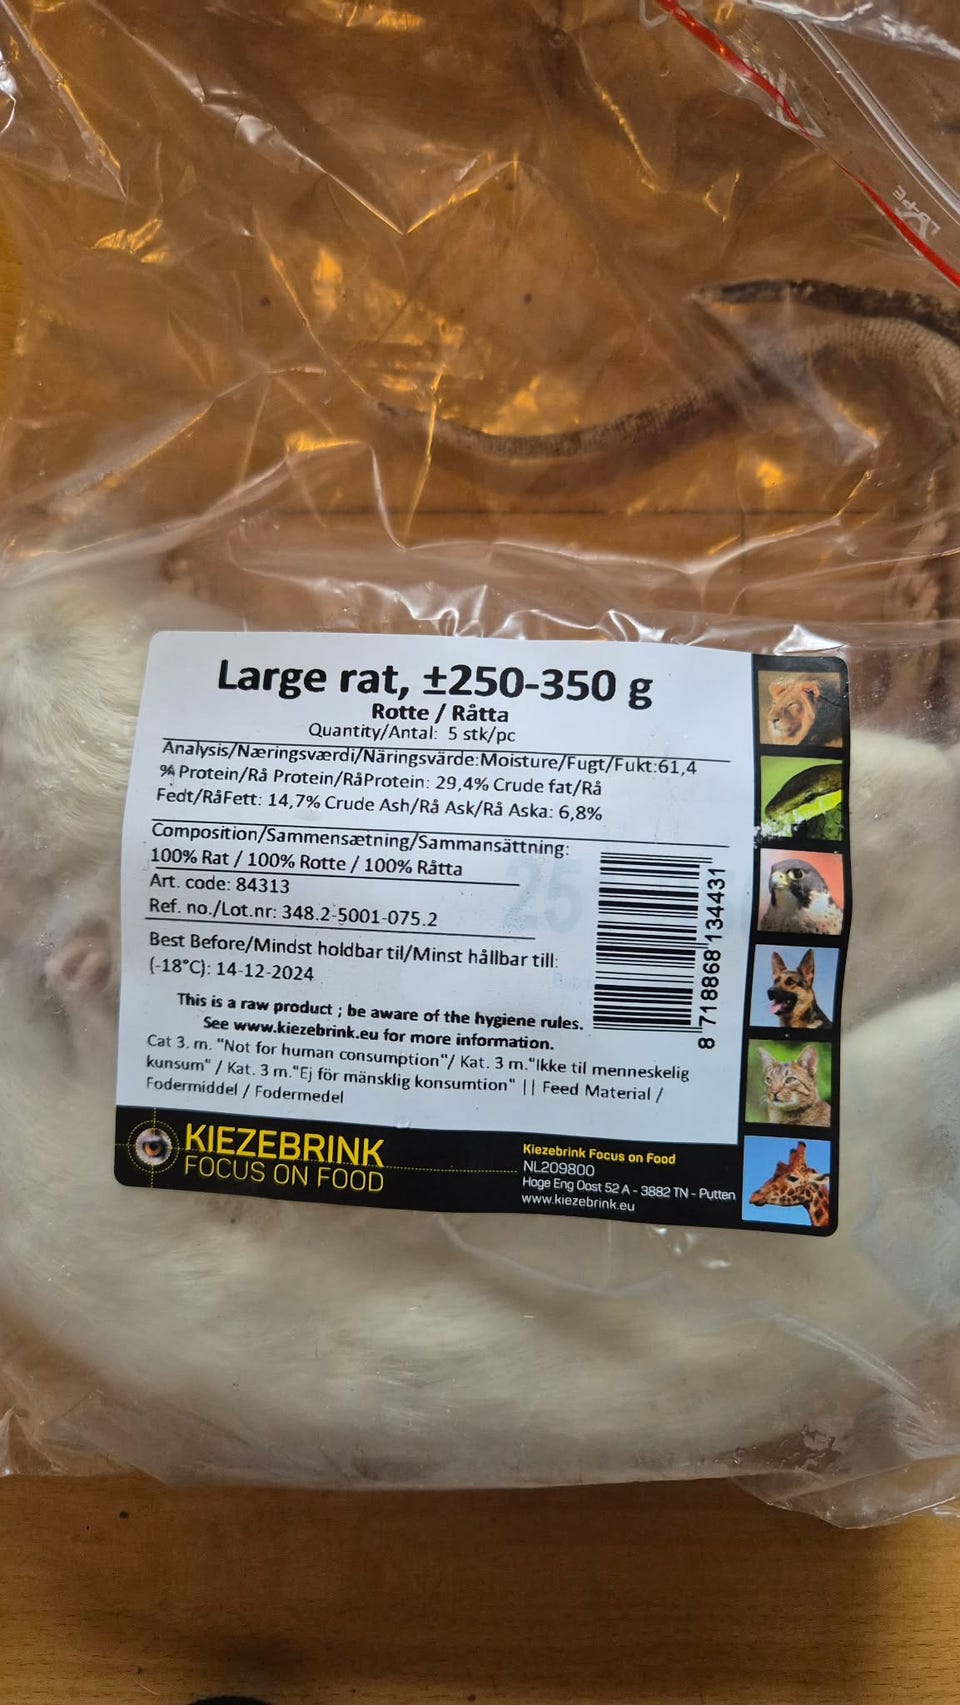 Large rat, ±250-350 g
Rotte / Råtta
Quantity/Antal: 5 stk/pc
Analysis/Næringsværdi/Näringsvärde:Moisture/Fugt/Fukt:61,4
% Protein/Rå Protein/RåProtein: 29,4% Crude fat/Rå
Fedt/RåFett: 14,7% Crude Ash/Rå Ask/Rå Aska: 6,8%
Composition/Sammensætning/Sammansättning:
100% Rat / 100% Rotte / 100% Råtta
Art. code: 84313
Ref. no./Lot.nr: 348.2-5001-075.2
Best Before/Mindst holdbar til/Minst hållbar till:
(-18°C): 14-12-2024
8 718868 134431
This is a raw product ; be aware of the hygiene rules.
See www.kiezebrink.eu for more information.
Cat 3. m. "Not for human consumption"/ Kat. 3 m."Ikke til menneskelig
kunsum" / Kat. 3 m."Ej för mänsklig konsumtion" || Feed Material /
Fodermiddel / Fodermedel
KIEZEBRINK
FOCUS ON FOOD
Kiezebrink Focus on Food
NL209800
Hoge Eng Oost 52 A - 3882 TN - Putten
www.kiezebrink.eu
25